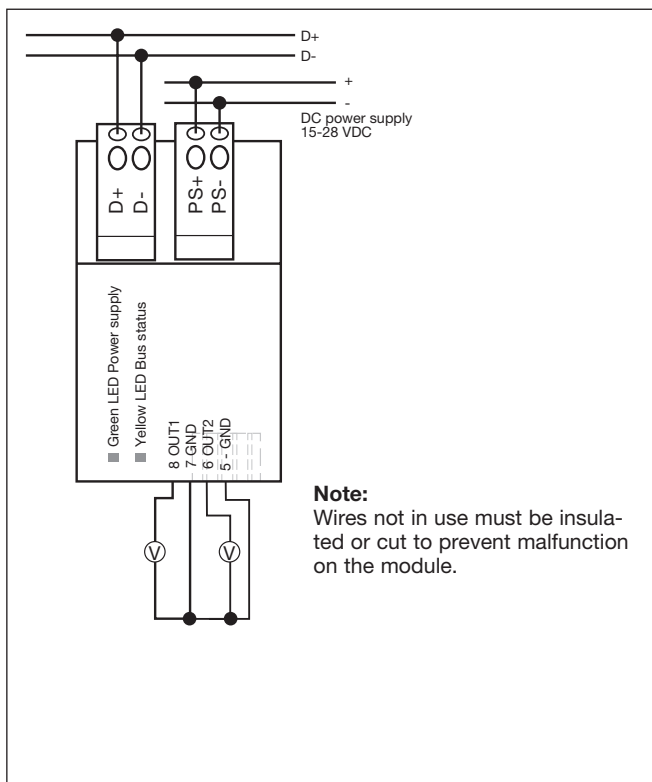 D+
D-
+
-
DC power supply
15-28 VDC
D+
D-
PS+
PS-
Green LED Power supply
Yellow LED Bus status
8 OUT1
7 GND
6 OUT2
5 - GND
V
V
Note:
Wires not in use must be insula-
ted or cut to prevent malfunction
on the module.